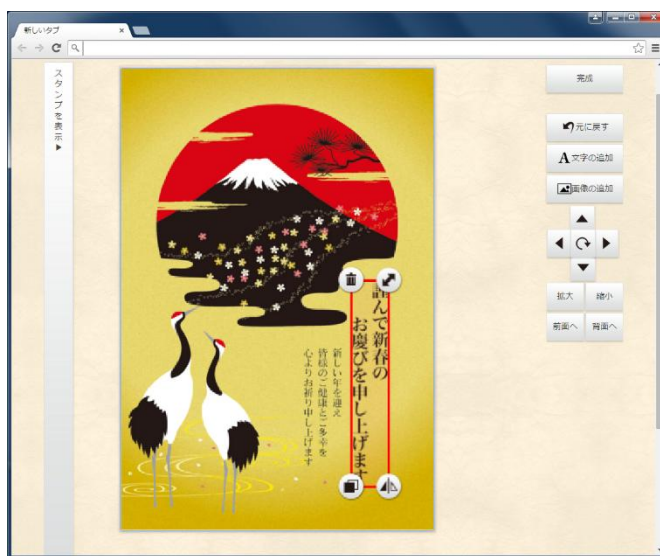 新しいタブ
スタンプを表示▶
謹んで新春の
お慶びを申し上げます
新しい年を迎え
皆様のご健康とご多幸を
心よりお祈り申し上げます
完成
元に戻す
A文字の追加
画像の追加
拡大
縮小
前面へ
背面へ